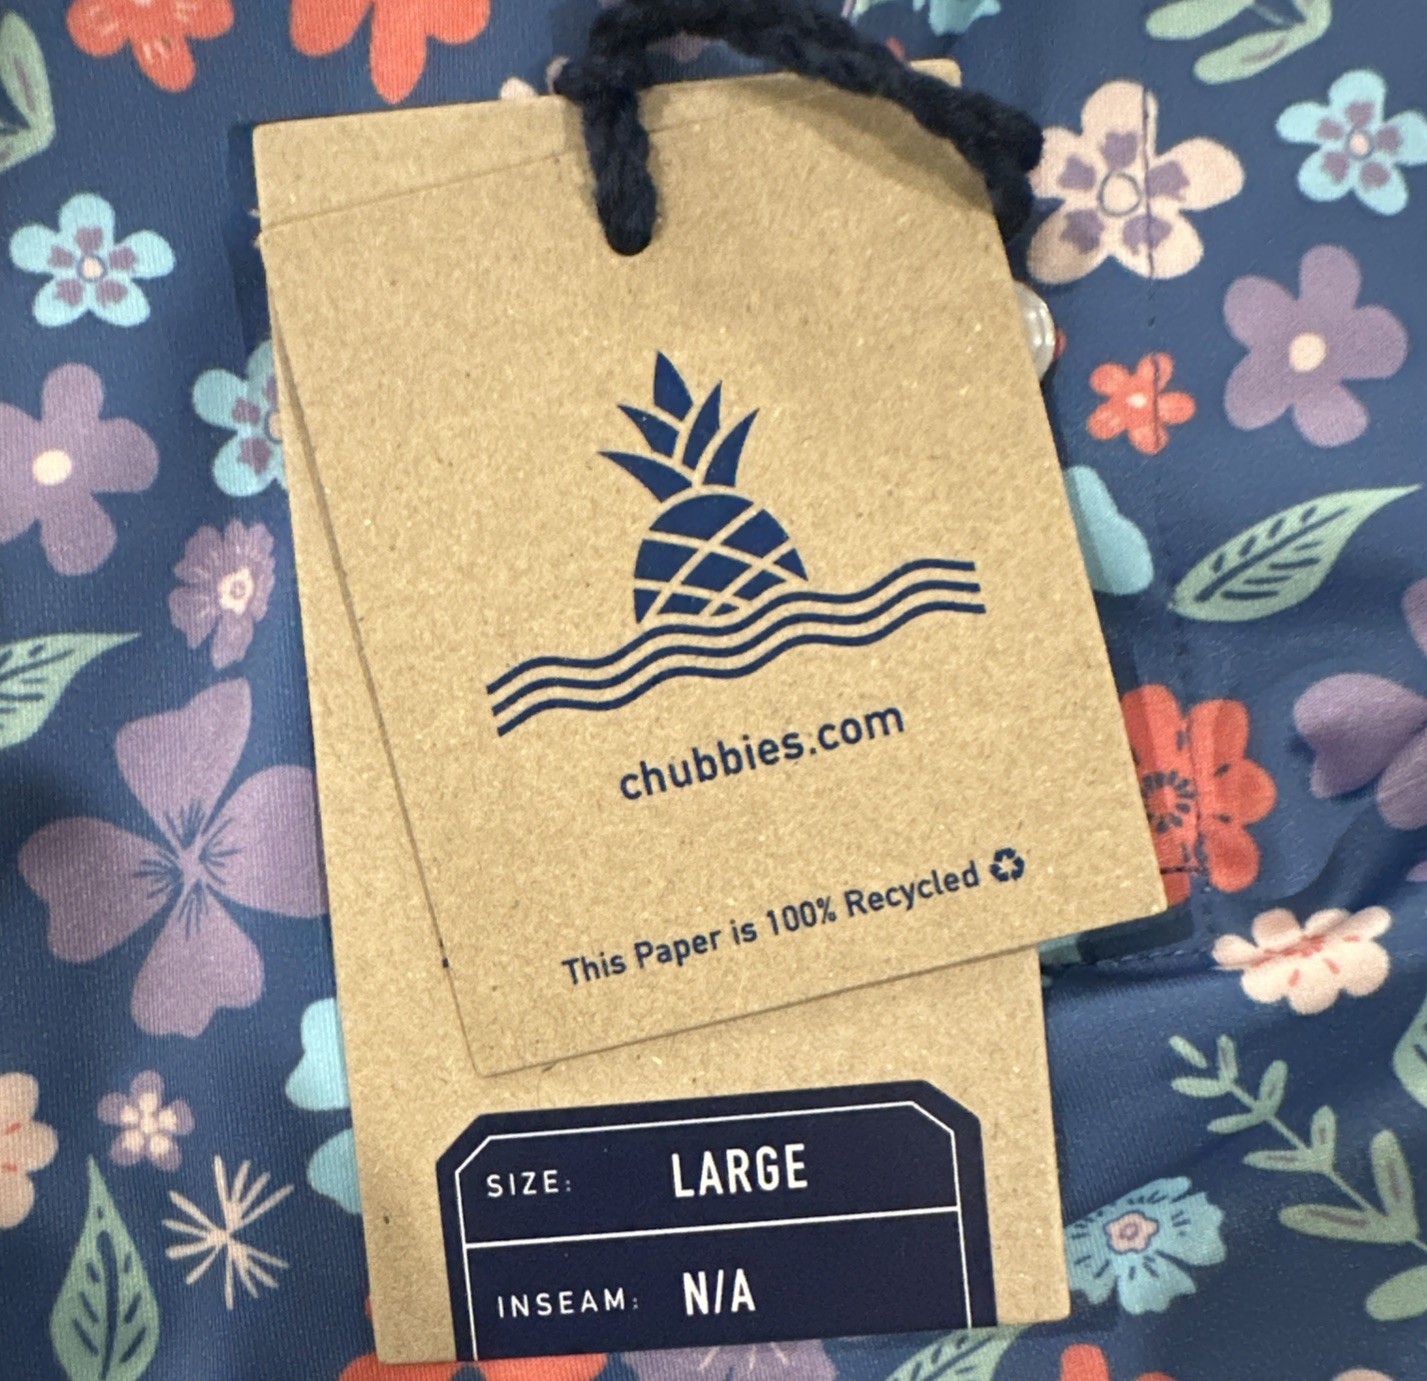 chubbies.com
This Paper is 100% Recycled
SIZE: LARGE
INSEAM: N/A